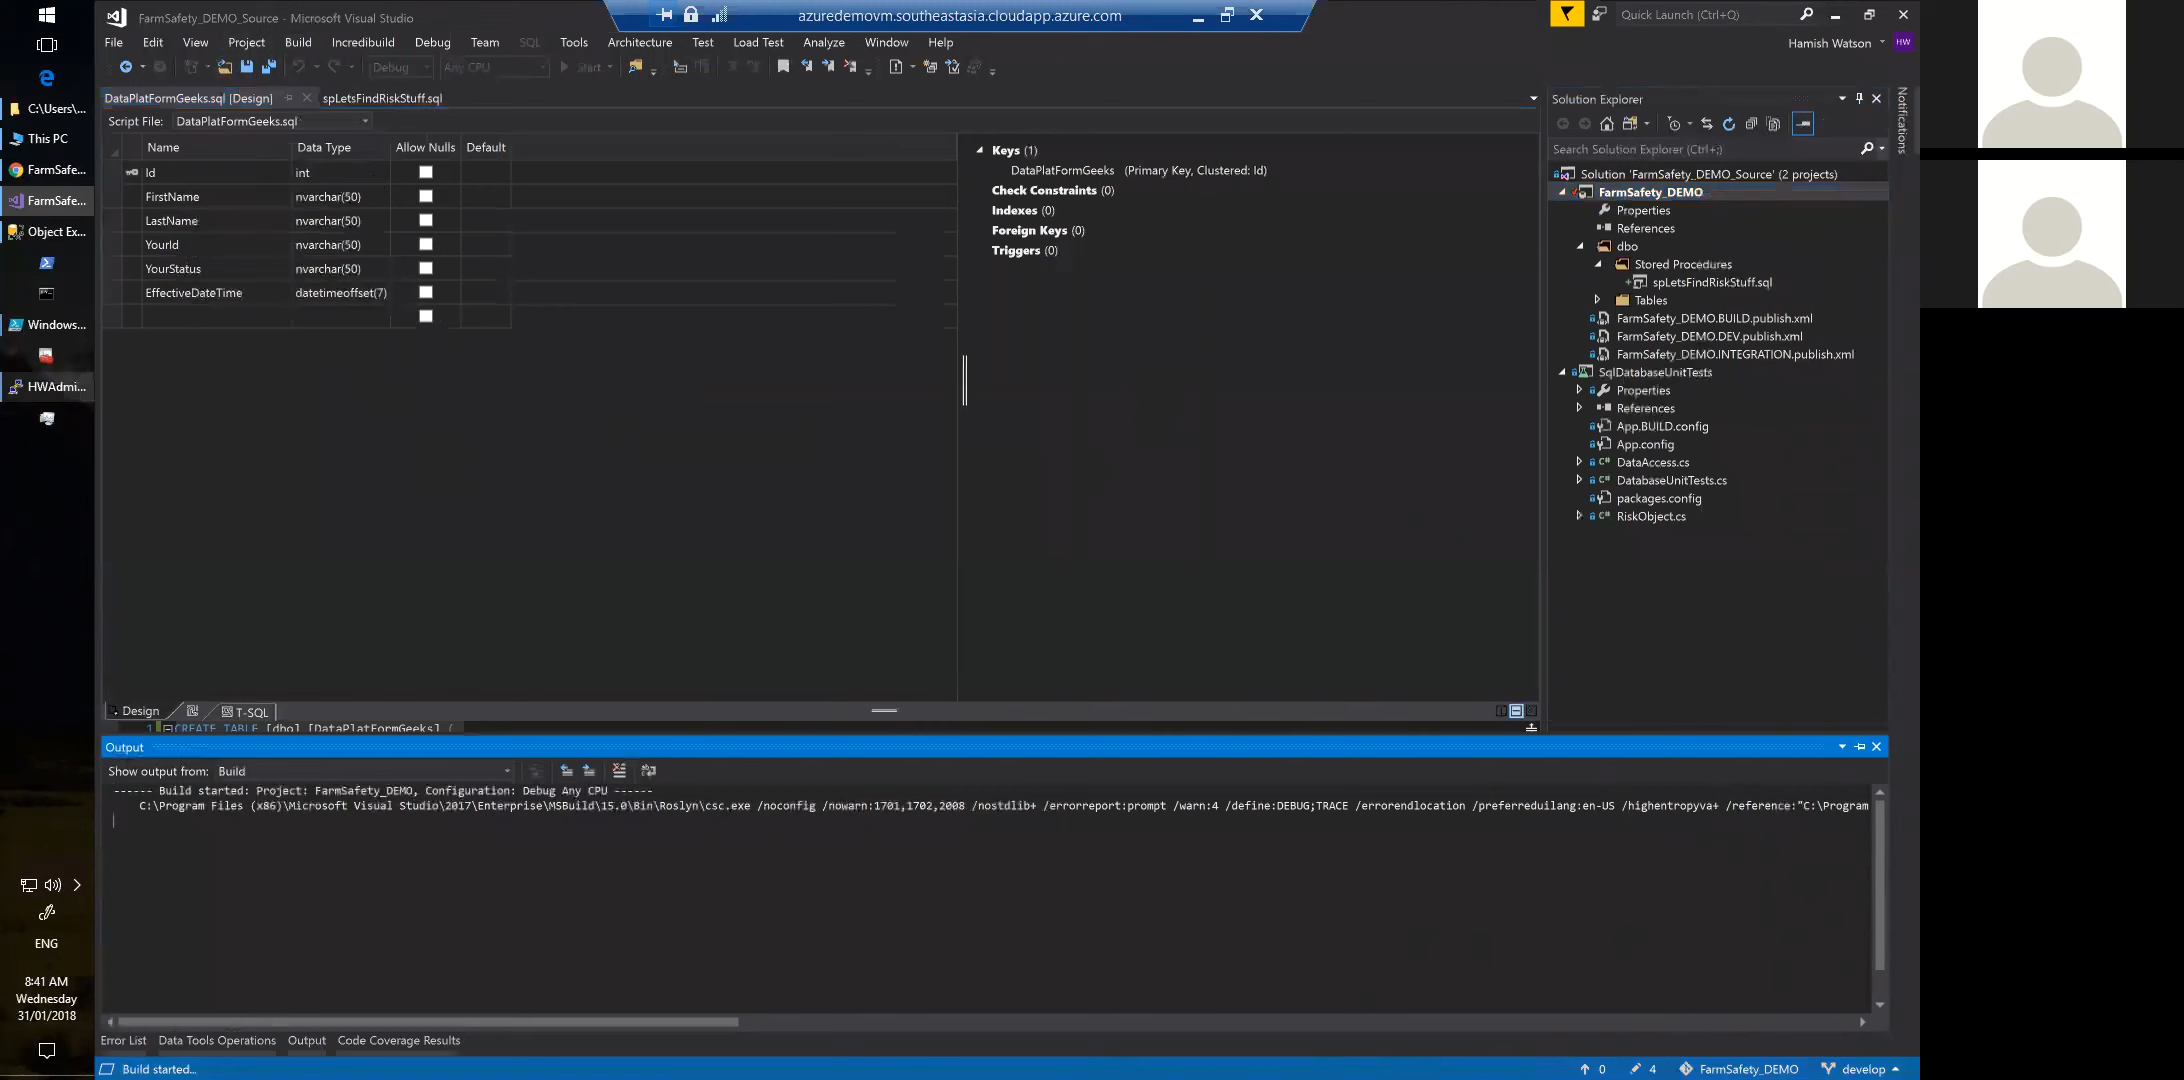 FarmSafety_DEMO_Source - Microsoft Visual Studio
azuredemovm.southeastasia.cloudapp.azure.com
Quick Launch (Ctrl+Q)
File Edit View Project Build Incredibuild Debug Team SQL Tools Architecture Test Load Test Analyze Window Help
Hamish Watson HW
Debug Any CPU Start
C:\Users\...
This PC
FarmSafe...
FarmSafe...
Object Ex...
Windows...
HWAdmi...
ENG
8:41 AM
Wednesday
31/01/2018
DataPlatFormGeeks.sql [Design] spLetsFindRiskStuff.sql
Script File: DataPlatFormGeeks.sql
Name Data Type Allow Nulls Default
Id int
FirstName nvarchar(50)
LastName nvarchar(50)
YourId nvarchar(50)
YourStatus nvarchar(50)
EffectiveDateTime datetimeoffset(7)
Keys (1)
DataPlatFormGeeks (Primary Key, Clustered: Id)
Check Constraints (0)
Indexes (0)
Foreign Keys (0)
Triggers (0)
Design T-SQL
1 CREATE TABLE [dbo].[DataPlatFormGeeks] (
Solution Explorer
Search Solution Explorer (Ctrl+;)
Solution 'FarmSafety_DEMO_Source' (2 projects)
FarmSafety_DEMO
Properties
References
dbo
Stored Procedures
spLetsFindRiskStuff.sql
Tables
FarmSafety_DEMO.BUILD.publish.xml
FarmSafety_DEMO.DEV.publish.xml
FarmSafety_DEMO.INTEGRATION.publish.xml
SqlDatabaseUnitTests
Properties
References
App.BUILD.config
App.config
DataAccess.cs
DatabaseUnitTests.cs
packages.config
RiskObject.cs
Notifications
Output
Show output from: Build
------ Build started: Project: FarmSafety_DEMO, Configuration: Debug Any CPU ------
C:\Program Files (x86)\Microsoft Visual Studio\2017\Enterprise\MSBuild\15.0\Bin\Roslyn\csc.exe /noconfig /nowarn:1701,1702,2008 /nostdlib+ /errorreport:prompt /warn:4 /define:DEBUG;TRACE /errorendlocation /preferreduilang:en-US /highentropyva+ /reference:"C:\Program
Error List Data Tools Operations Output Code Coverage Results
Build started... 0 4 FarmSafety_DEMO develop